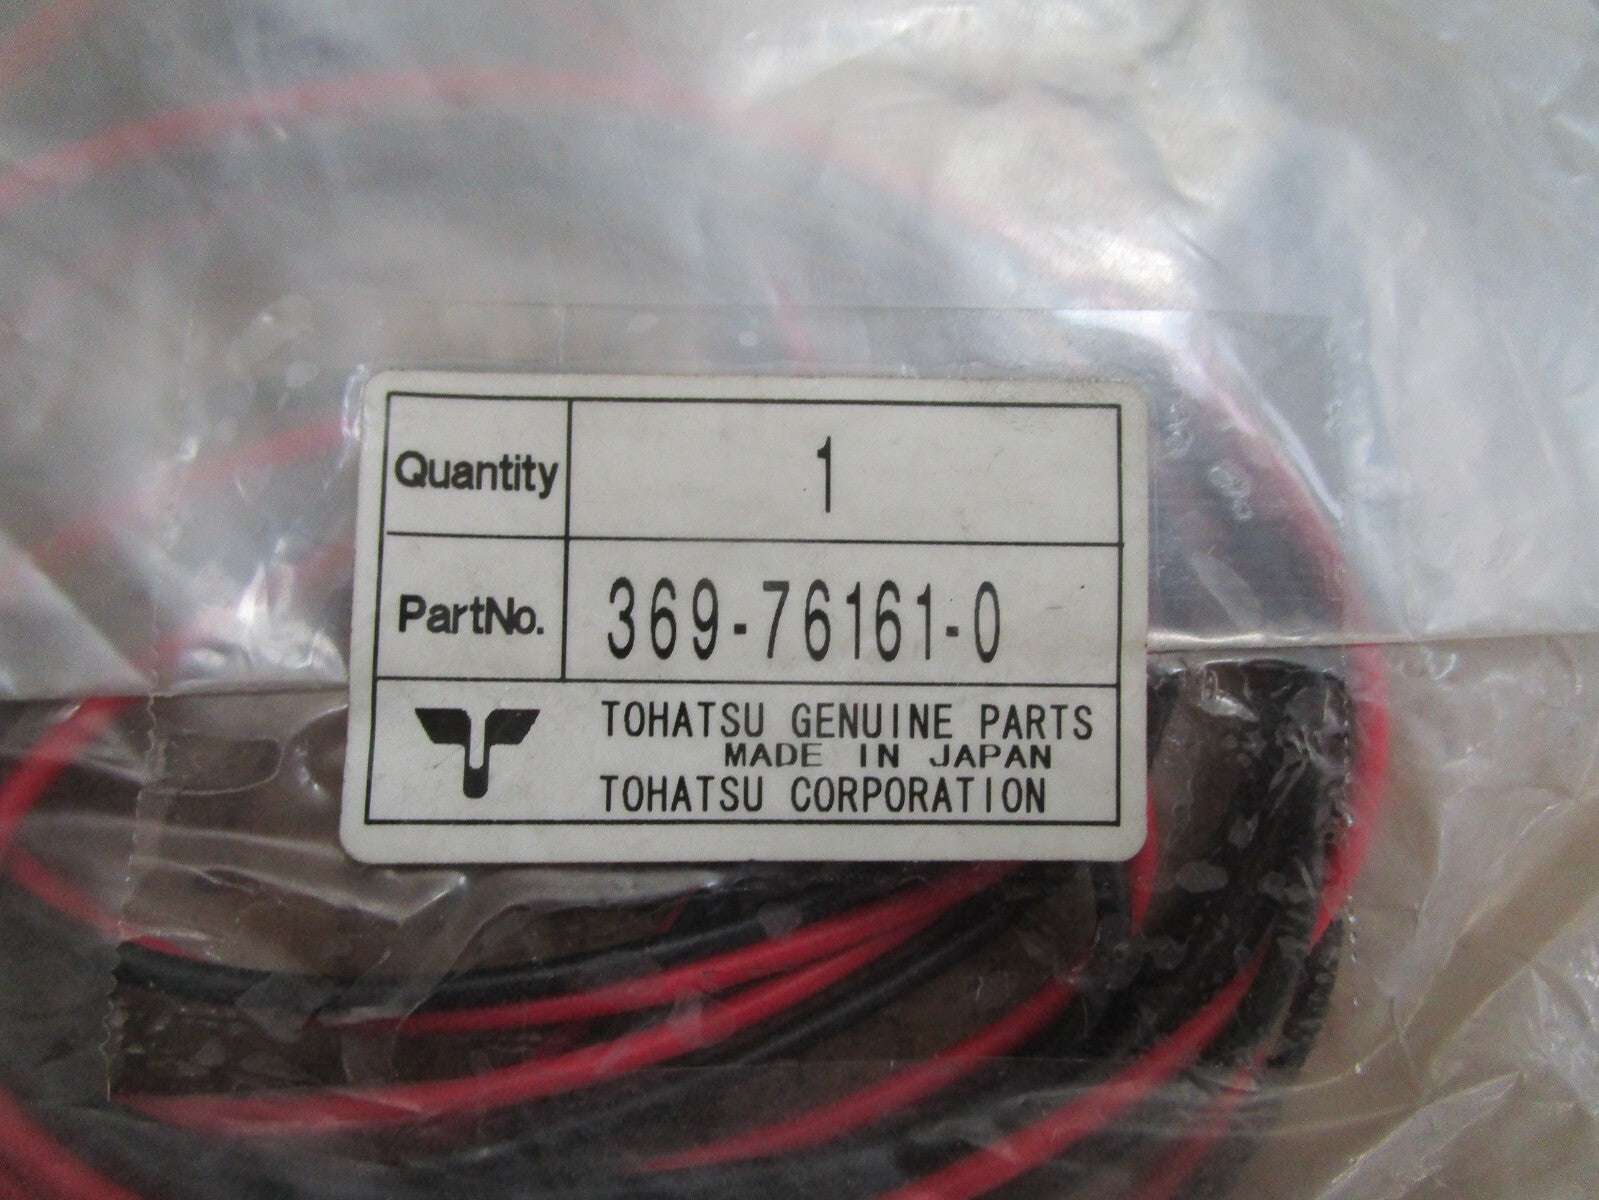 Quantity 1
PartNo. 369-76161-0
TOHATSU GENUINE PARTS
MADE IN JAPAN
TOHATSU CORPORATION